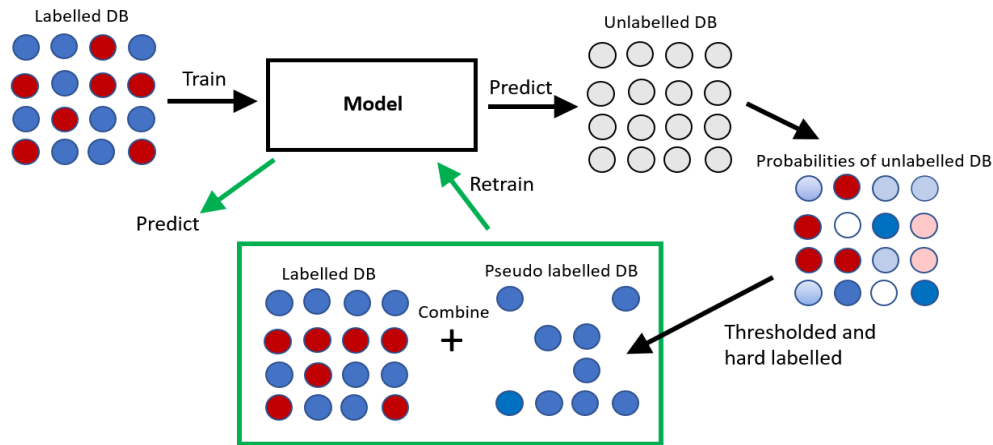 Labelled DB
Unlabelled DB
Train
Model
Predict
Probabilities of unlabelled DB
Retrain
Predict
Labelled DB
Pseudo labelled DB
Combine
+
Thresholded and
hard labelled